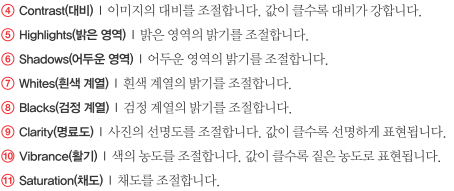 ④ Contrast(대비) | 이미지의 대비를 조절합니다. 값이 클수록 대비가 강합니다.
⑤ Highlights(밝은 영역) | 밝은 영역의 밝기를 조절합니다.
⑥ Shadows(어두운 영역) | 어두운 영역의 밝기를 조절합니다.
⑦ Whites(흰색 계열) | 흰색 계열의 밝기를 조절합니다.
⑧ Blacks(검정 계열) | 검정 계열의 밝기를 조절합니다.
⑨ Clarity(명료도) | 사진의 선명도를 조절합니다. 값이 클수록 선명하게 표현됩니다.
⑩ Vibrance(활기) | 색의 농도를 조절합니다. 값이 클수록 짙은 농도로 표현됩니다.
⑪ Saturation(채도) | 채도를 조절합니다.